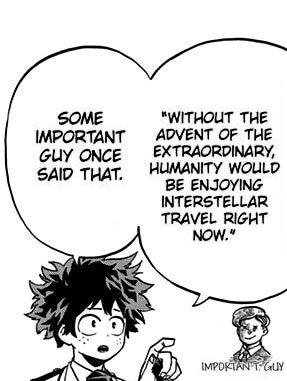 "WITHOUT THE
ADVENT OF THE
EXTRAORDINARY,
HUMANITY WOULD
BE ENJOYING
INTERSTELLAR
TRAVEL RIGHT
NOW."
SOME
IMPORTANT
GUY ONCE
SAID THAT.
IMPORTANT GUY